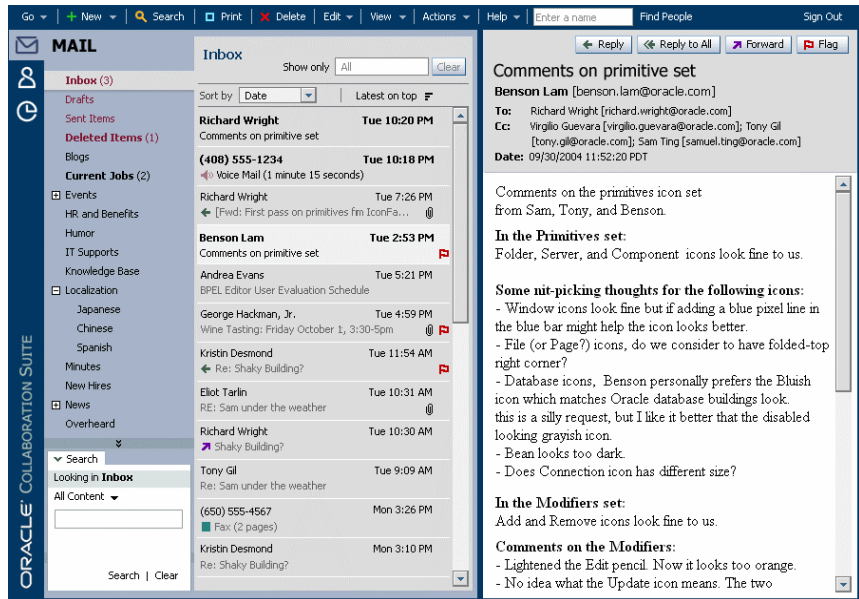 Go New Search Print Delete Edit View Actions Help Enter a name Find People Sign Out
MAIL
Inbox (3)
Drafts
Sent Items
Deleted Items (1)
Blogs
Current Jobs (2)
Events
HR and Benefits
Humor
IT Supports
Knowledge Base
Localization
Japanese
Chinese
Spanish
Minutes
New Hires
News
Overheard
Search
Looking in Inbox
All Content
Search | Clear
ORACLE COLLABORATION SUITE
Inbox
Show only All Clear
Sort by Date Latest on top
Richard Wright Tue 10:20 PM
Comments on primitive set
(408) 555-1234 Tue 10:18 PM
Voice Mail (1 minute 15 seconds)
Richard Wright Tue 7:26 PM
[Fwd: First pass on primitives fm IconFa...
Benson Lam Tue 2:53 PM
Comments on primitive set
Andrea Evans Tue 5:21 PM
BPEL Editor User Evaluation Schedule
George Hackman, Jr. Tue 4:59 PM
Wine Tasting: Friday October 1, 3:30-5pm
Kristin Desmond Tue 11:54 AM
Re: Shaky Building?
Eliot Tarlin Tue 10:31 AM
RE: Sam under the weather
Richard Wright Tue 10:30 AM
Shaky Building?
Tony Gil Tue 9:09 AM
Re: Sam under the weather
(650) 555-4567 Mon 3:26 PM
Fax (2 pages)
Kristin Desmond Mon 3:10 PM
Re: Shaky Building?
Reply Reply to All Forward Flag
Comments on primitive set
Benson Lam [benson.lam@oracle.com]
To: Richard Wright [richard.wright@oracle.com]
Cc: Virgilio Guevara [virgilio.guevara@oracle.com]; Tony Gil
[tony.gil@oracle.com]; Sam Ting [samuel.ting@oracle.com]
Date: 09/30/2004 11:52:20 PDT
Comments on the primitives icon set
from Sam, Tony, and Benson.
In the Primitives set:
Folder, Server, and Component icons look fine to us.
Some nit-picking thoughts for the following icons:
- Window icons look fine but if adding a blue pixel line in
the blue bar might help the icon looks better.
- File (or Page?) icons, do we consider to have folded-top
right corner?
- Database icons, Benson personally prefers the Bluish
icon which matches Oracle database buildings look.
this is a silly request, but I like it better that the disabled
looking grayish icon.
- Bean looks too dark.
- Does Connection icon has different size?
In the Modifiers set:
Add and Remove icons look fine to us.
Comments on the Modifiers:
- Lightened the Edit pencil. Now it looks too orange.
- No idea what the Update icon means. The two